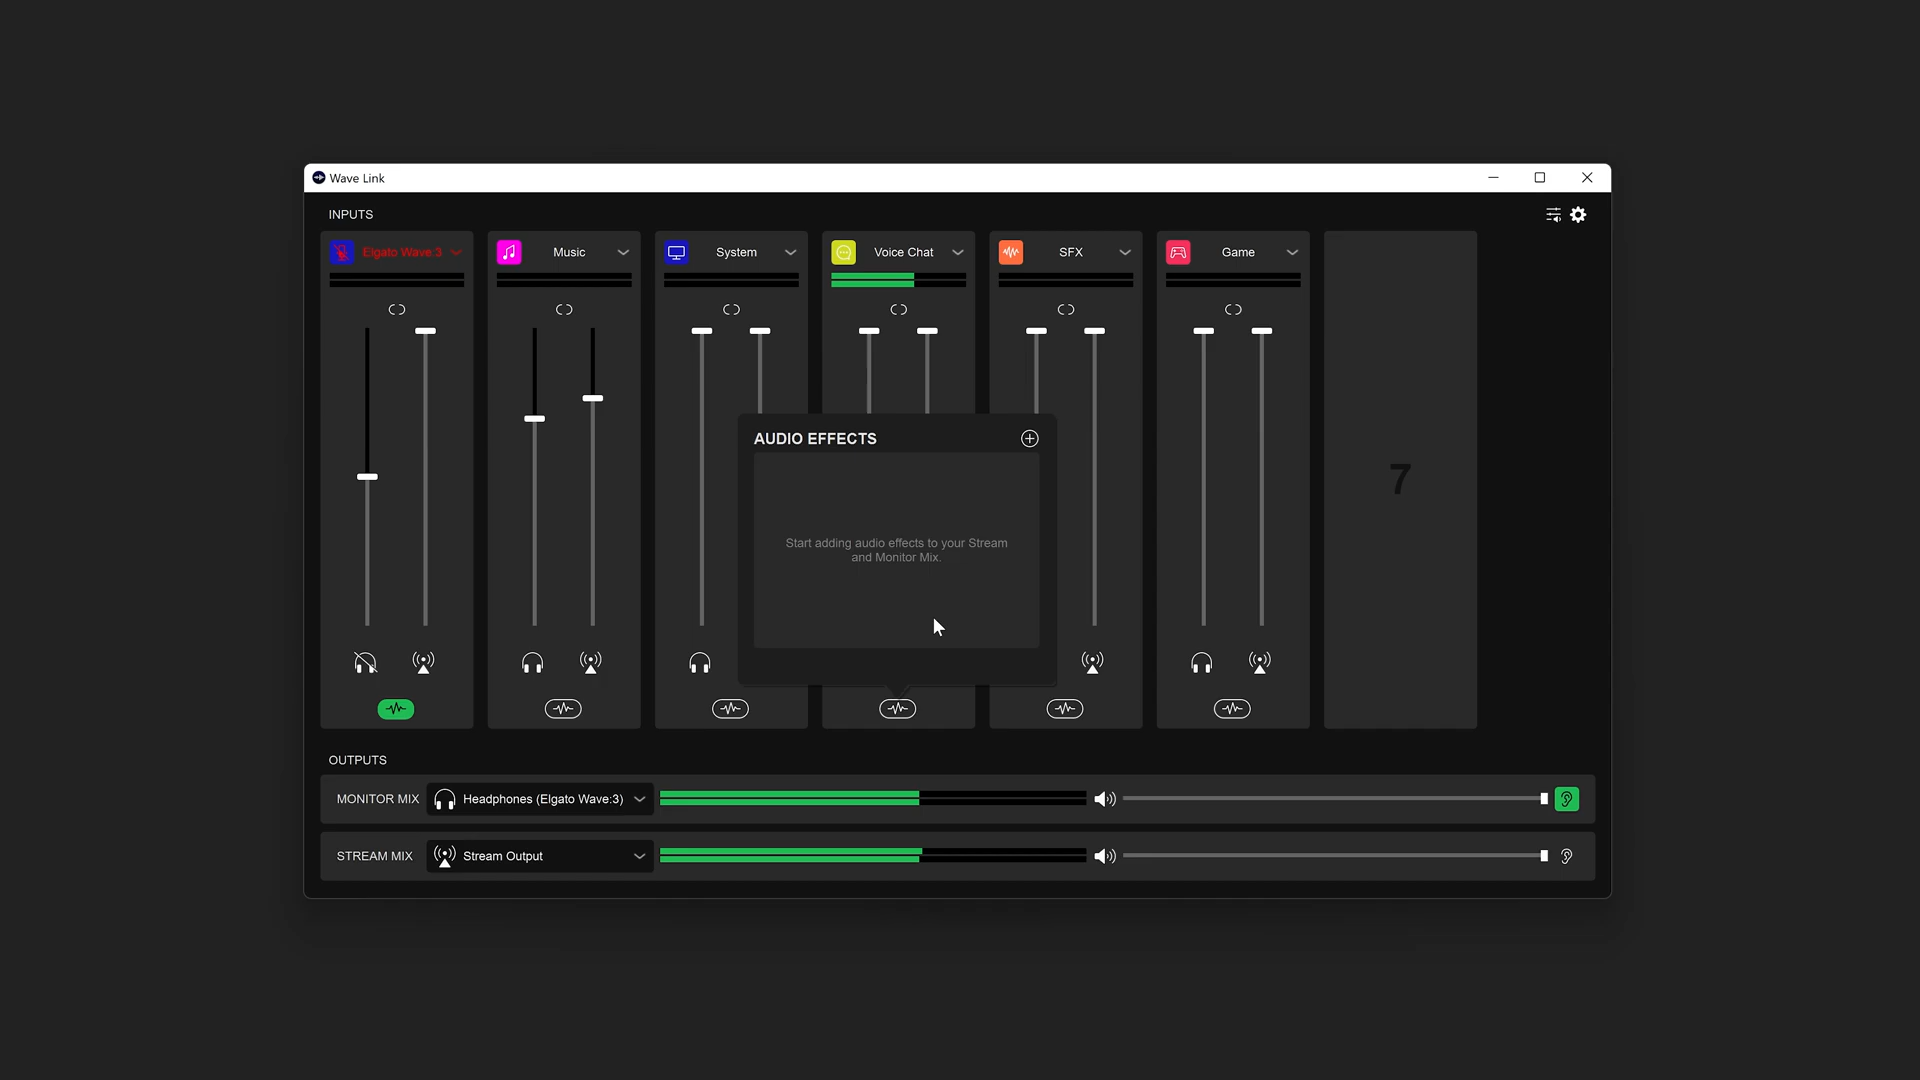 Wave Link
INPUTS
Elgato Wave:3
Music
System
Voice Chat
SFX
Game
AUDIO EFFECTS
Start adding audio effects to your Stream
and Monitor Mix.
7
OUTPUTS
MONITOR MIX
Headphones (Elgato Wave:3)
STREAM MIX
Stream Output